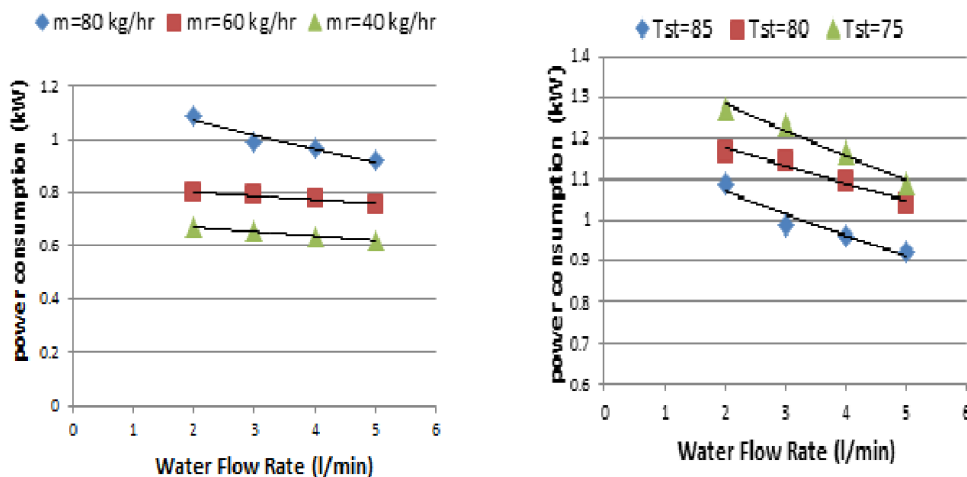 m=80 kg/hr mr=60 kg/hr mr=40 kg/hr
power consumption (kW)
1.2
1
0.8
0.6
0.4
0.2
0
0 1 2 3 4 5 6
Water Flow Rate (l/min)
Tst=85 Tst=80 Tst=75
power consumption (kW)
1.4
1.3
1.2
1.1
1
0.9
0.8
0.7
0.6
0 1 2 3 4 5 6
Water Flow Rate (l/min)